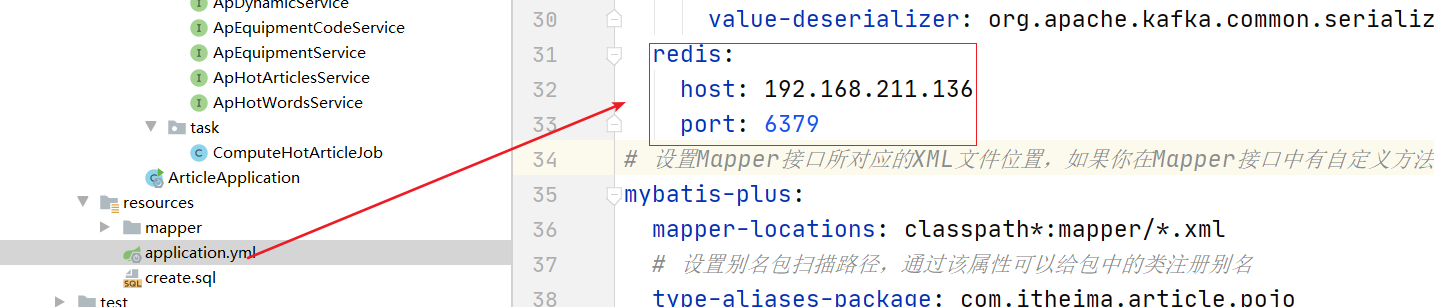 ApDynamicService
ApEquipmentCodeService
ApEquipmentService
ApHotArticlesService
ApHotWordsService
task
ComputeHotArticleJob
ArticleApplication
resources
mapper
application.yml
create.sql
test
30 value-deserializer: org.apache.kafka.common.serializ
31 redis:
32 host: 192.168.211.136
33 port: 6379
34 # 设置Mapper接口所对应的XML文件位置，如果你在Mapper接口中有自定义方法
35 mybatis-plus:
36 mapper-locations: classpath*:mapper/*.xml
37 # 设置别名包扫描路径，通过该属性可以给包中的类注册别名
38 type-aliases-package: com.itheima.article.pojo